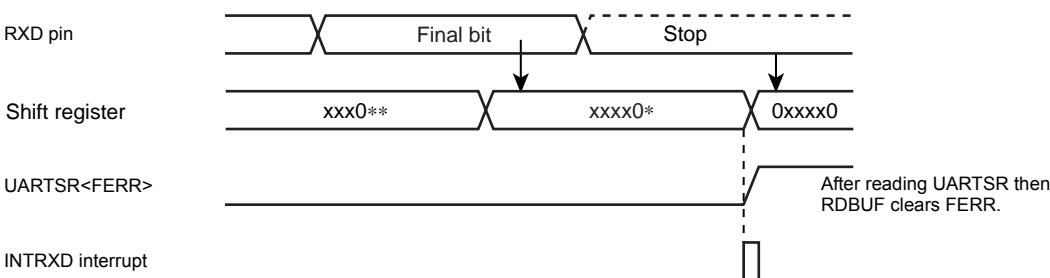 RXD pin
Final bit
Stop
Shift register
xxx0**
xxxx0*
0xxxx0
UARTSR<FERR>
After reading UARTSR then
RDBUF clears FERR.
INTRXD interrupt